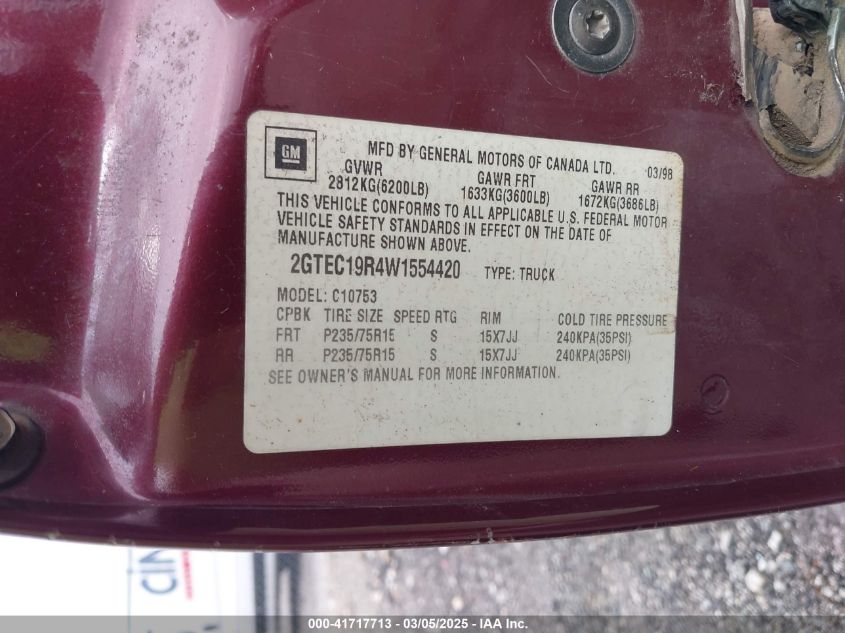 GM
MFD BY GENERAL MOTORS OF CANADA LTD. 03/98
GVWR GAWR FRT GAWR RR
2812KG(6200LB) 1633KG(3600LB) 1672KG(3686LB)
THIS VEHICLE CONFORMS TO ALL APPLICABLE U.S. FEDERAL MOTOR
VEHICLE SAFETY STANDARDS IN EFFECT ON THE DATE OF
MANUFACTURE SHOWN ABOVE.
2GTEC19R4W1554420 TYPE: TRUCK
MODEL: C10753
CPBK TIRE SIZE SPEED RTG RIM COLD TIRE PRESSURE
FRT P235/75R15 S 15X7JJ 240KPA(35PSI)
RR P235/75R15 S 15X7JJ 240KPA(35PSI)
SEE OWNER'S MANUAL FOR MORE INFORMATION.
000-41717713 - 03/05/2025 - IAA Inc.